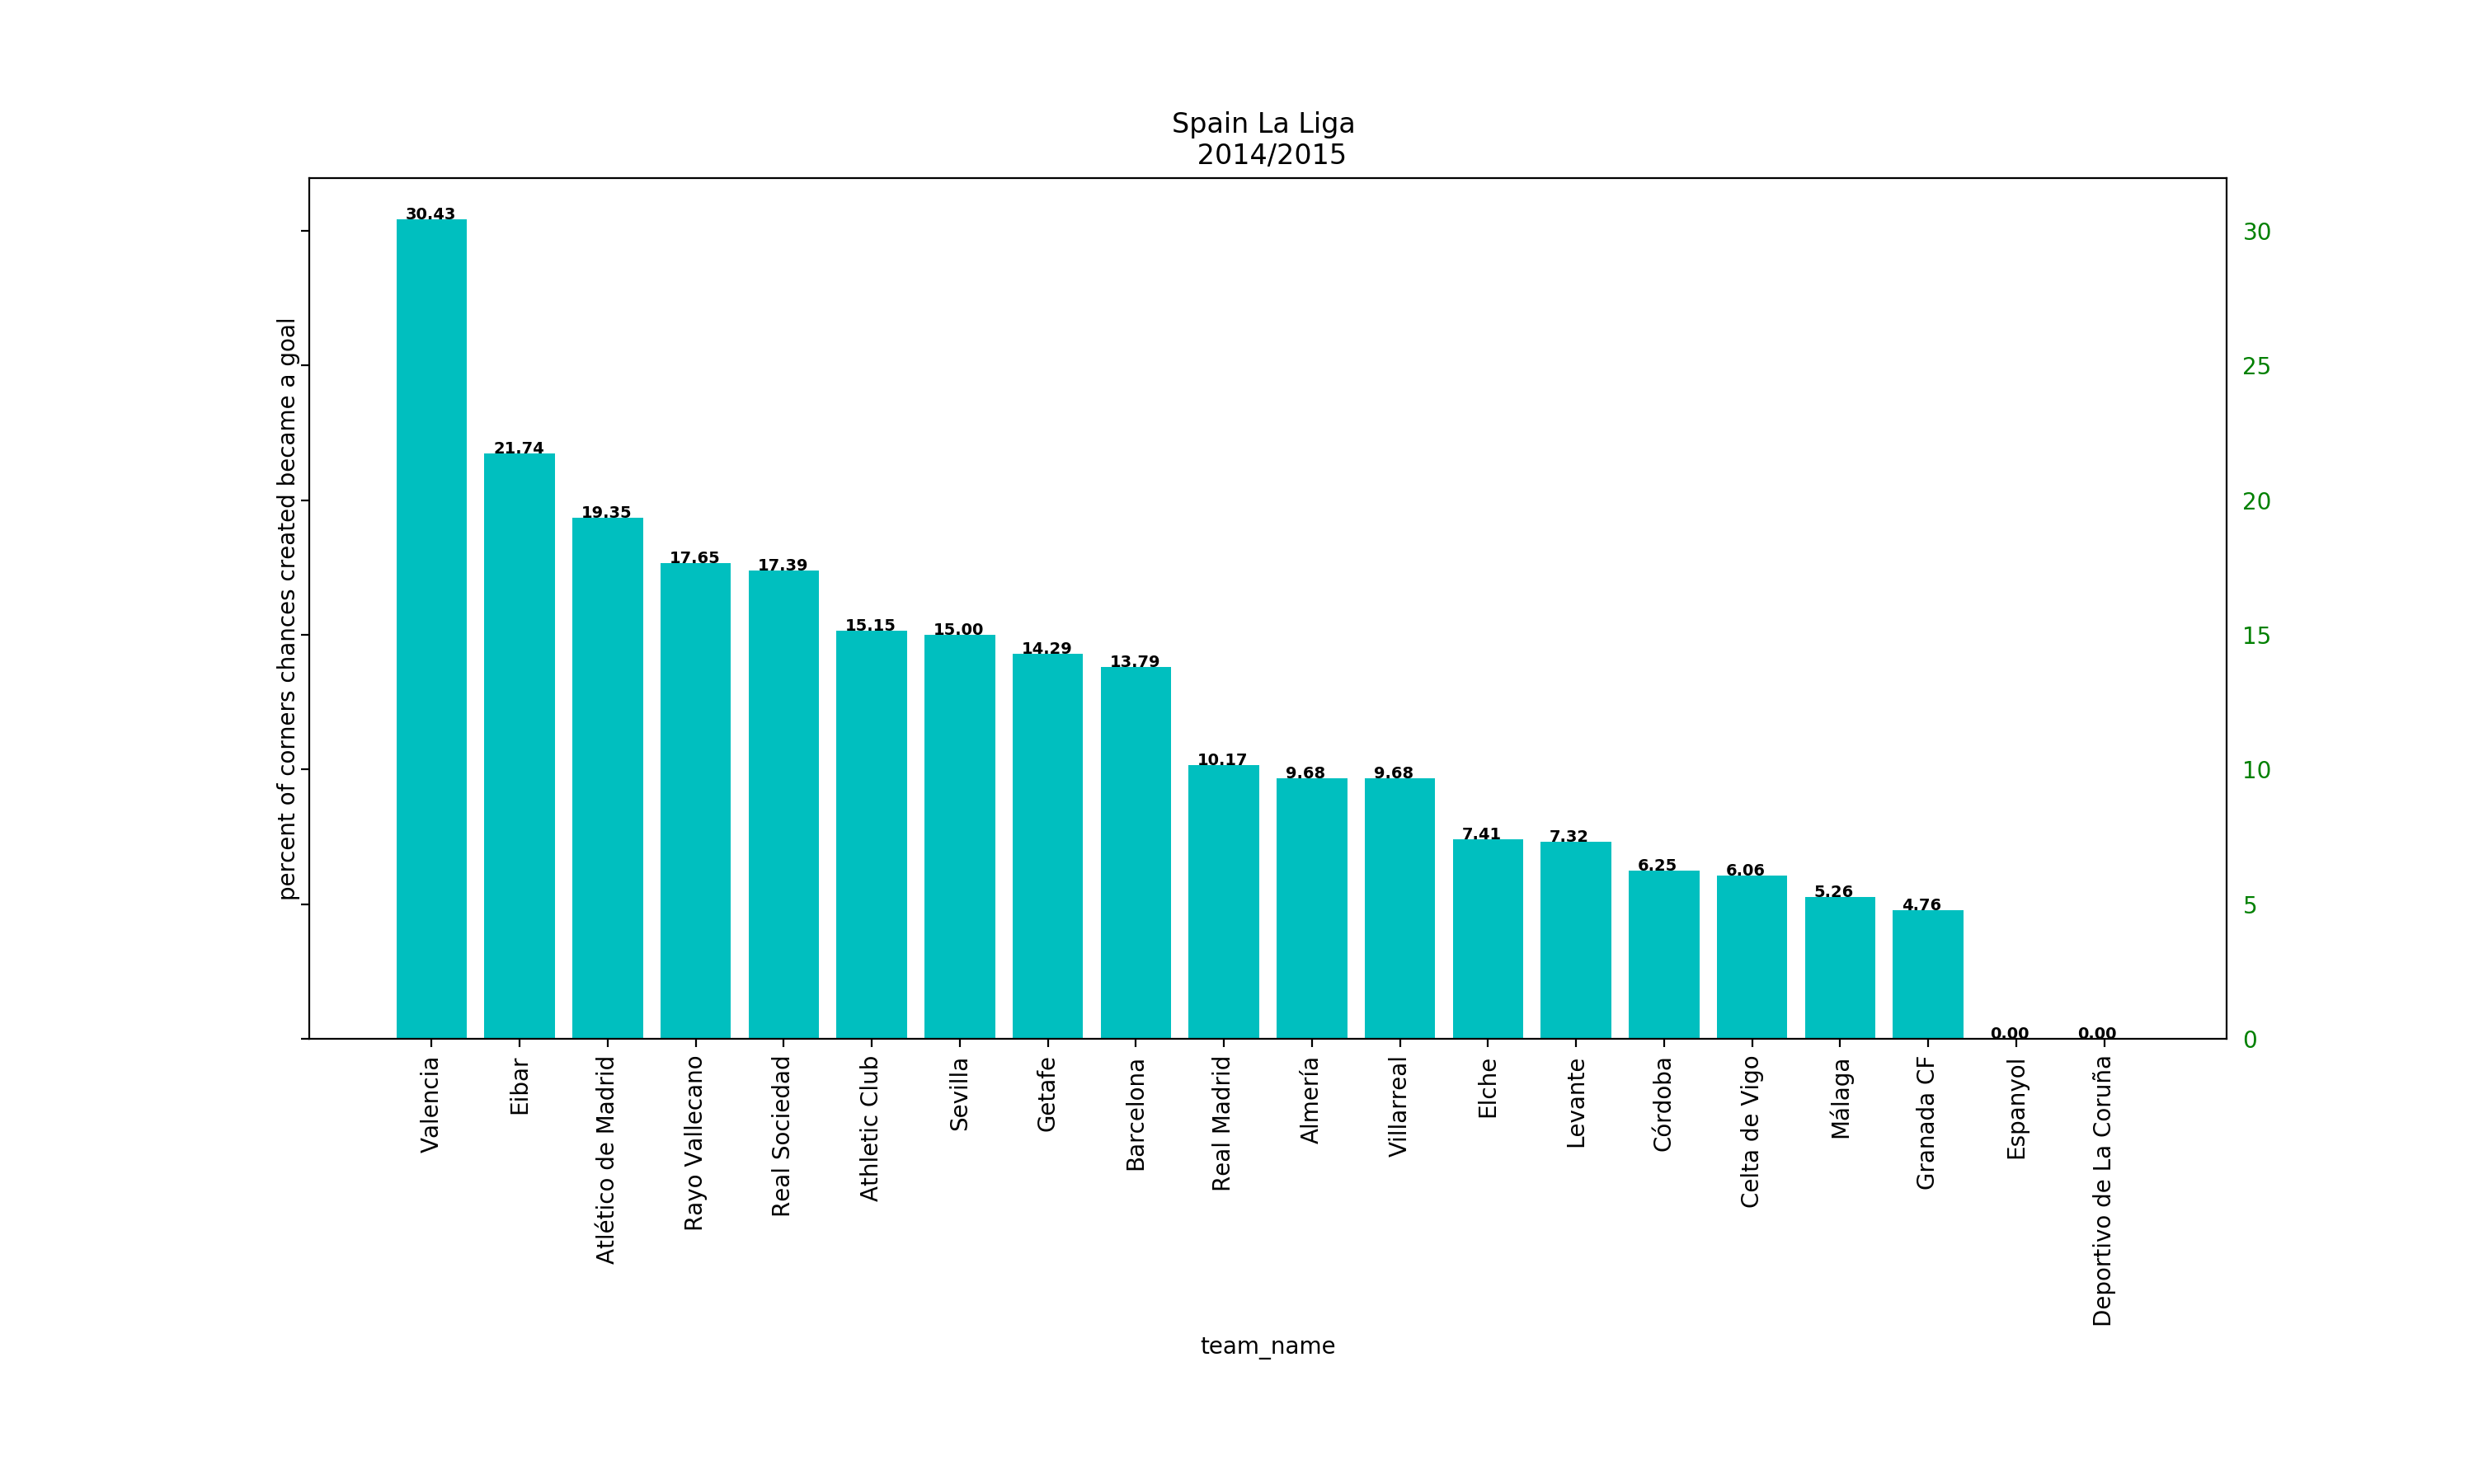 Spain La Liga
2014/2015
percent of corners chances created became a goal
30.43
21.74
19.35
17.65
17.39
15.15
15.00
14.29
13.79
10.17
9.68
9.68
7.41
7.32
6.25
6.06
5.26
4.76
0.00
0.00
30
25
20
15
10
5
0
Valencia
Eibar
Atlético de Madrid
Rayo Vallecano
Real Sociedad
Athletic Club
Sevilla
Getafe
Barcelona
Real Madrid
Almería
Villarreal
Elche
Levante
Córdoba
Celta de Vigo
Málaga
Granada CF
Espanyol
Deportivo de La Coruña
team_name